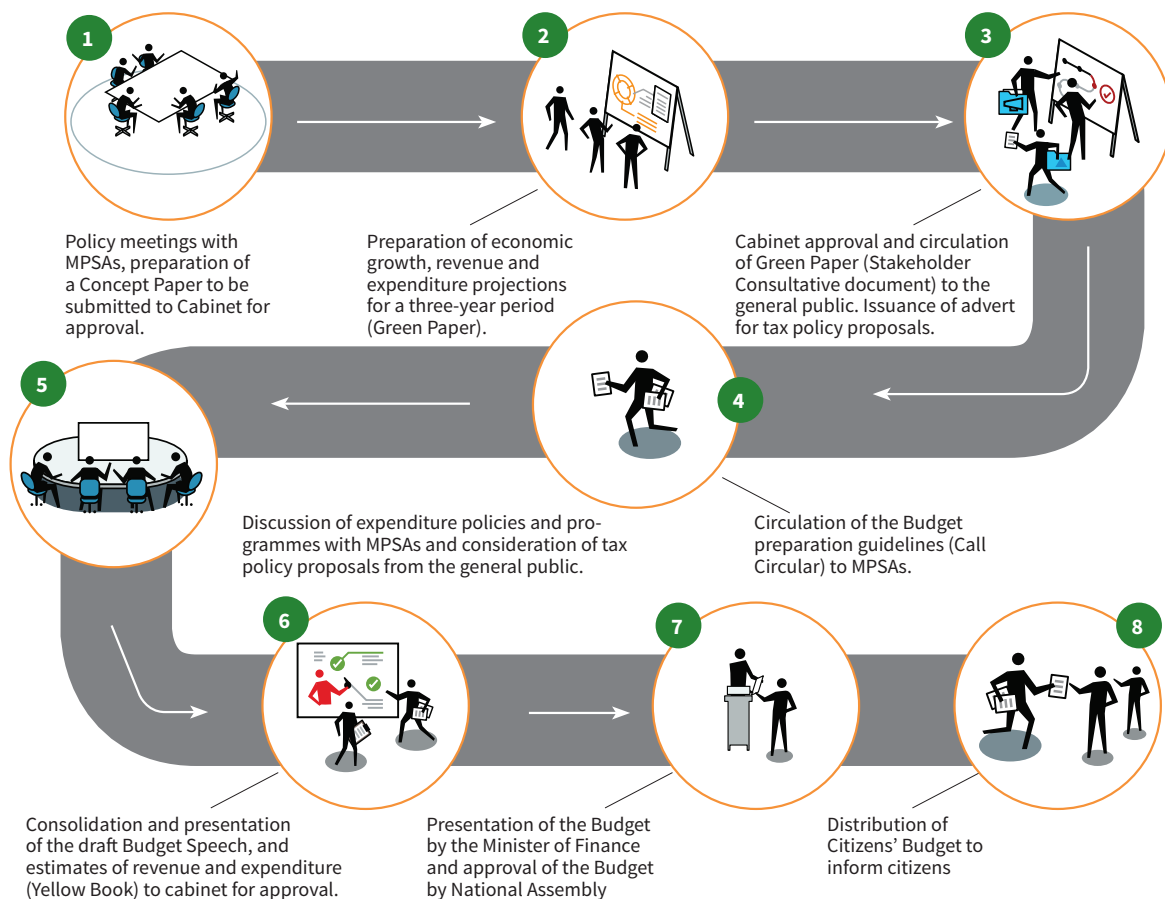 1
2
3
Policy meetings with
MPSAs, preparation of
a Concept Paper to be
submitted to Cabinet for
approval.
Preparation of economic
growth, revenue and
expenditure projections
for a three-year period
(Green Paper).
Cabinet approval and circulation
of Green Paper (Stakeholder
Consultative document) to the
general public. Issuance of advert
for tax policy proposals.
4
Circulation of the Budget
preparation guidelines (Call
Circular) to MPSAs.
5
Discussion of expenditure policies and pro-
grammes with MPSAs and consideration of tax
policy proposals from the general public.
6
7
8
Consolidation and presentation
of the draft Budget Speech, and
estimates of revenue and expenditure
(Yellow Book) to cabinet for approval.
Presentation of the Budget
by the Minister of Finance
and approval of the Budget
by National Assembly
Distribution of
Citizens’ Budget to
inform citizens